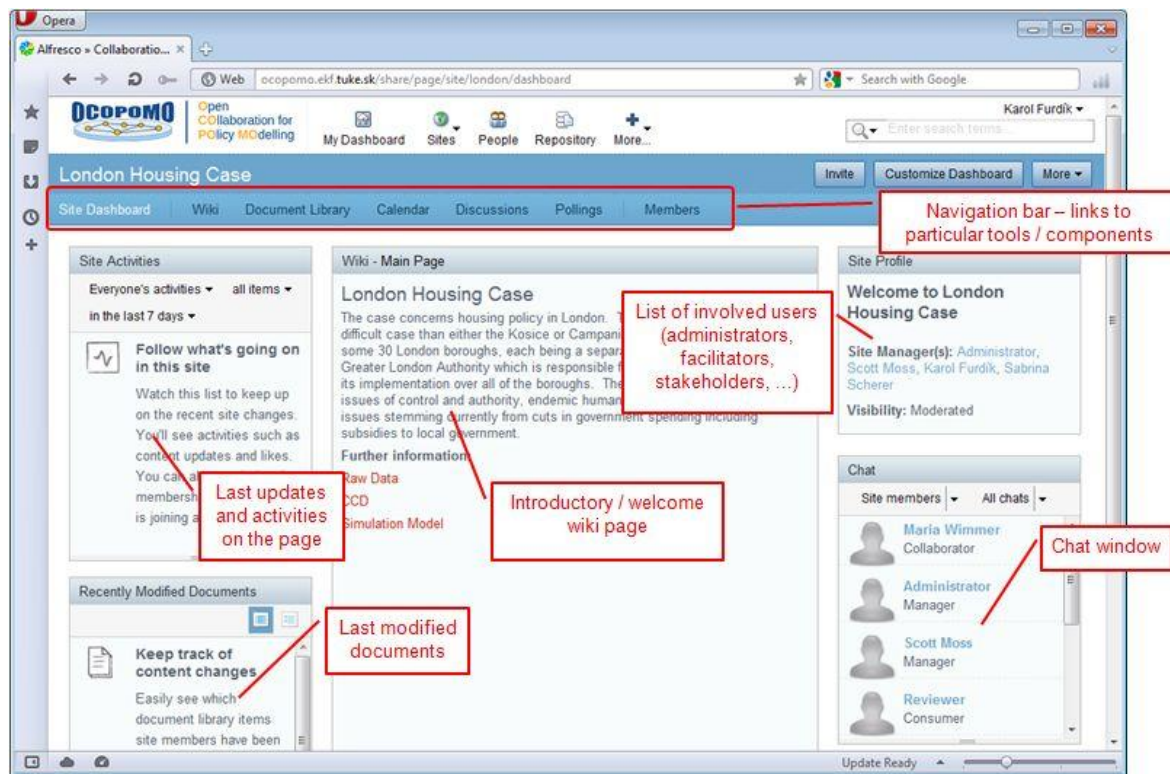 Opera
Alfresco » Collaboratio...
Web
ocopomo.ekf.tuke.sk/share/page/site/london/dashboard
Search with Google
OCOPOMO
Open
COllaboration for
POlicy MOdelling
My Dashboard
Sites
People
Repository
More...
Karol Furdík
Enter search terms...
London Housing Case
Invite
Customize Dashboard
More
Site Dashboard
Wiki
Document Library
Calendar
Discussions
Pollings
Members
Navigation bar – links to
particular tools / components
Site Activities
Everyone's activities
all items
in the last 7 days
Follow what's going on
in this site
Watch this list to keep up
on the recent site changes.
You'll see activities such as
content updates and likes.
You can
is joining
Last updates
and activities
on the page
Recently Modified Documents
Keep track of
content changes
Easily see which
document library items
site members have been
Last modified
documents
Wiki - Main Page
London Housing Case
The case concerns housing policy in London.
difficult case than either the Kosice or
some 30 London boroughs, each being a
Greater London Authority which is responsible
its implementation over all of the boroughs.
issues of control and authority, endemic
issues stemming currently from cuts in government spending including
subsidies to local government.
Further information
Raw Data
CCD
Simulation Model
Introductory / welcome
wiki page
List of involved users
(administrators,
facilitators,
stakeholders, ...)
Site Profile
Welcome to London
Housing Case
Site Manager(s): Administrator,
Scott Moss, Karol Furdík, Sabrina
Scherer
Visibility: Moderated
Chat
Site members
All chats
Maria Wimmer
Collaborator
Administrator
Manager
Scott Moss
Manager
Reviewer
Consumer
Chat window
Update Ready